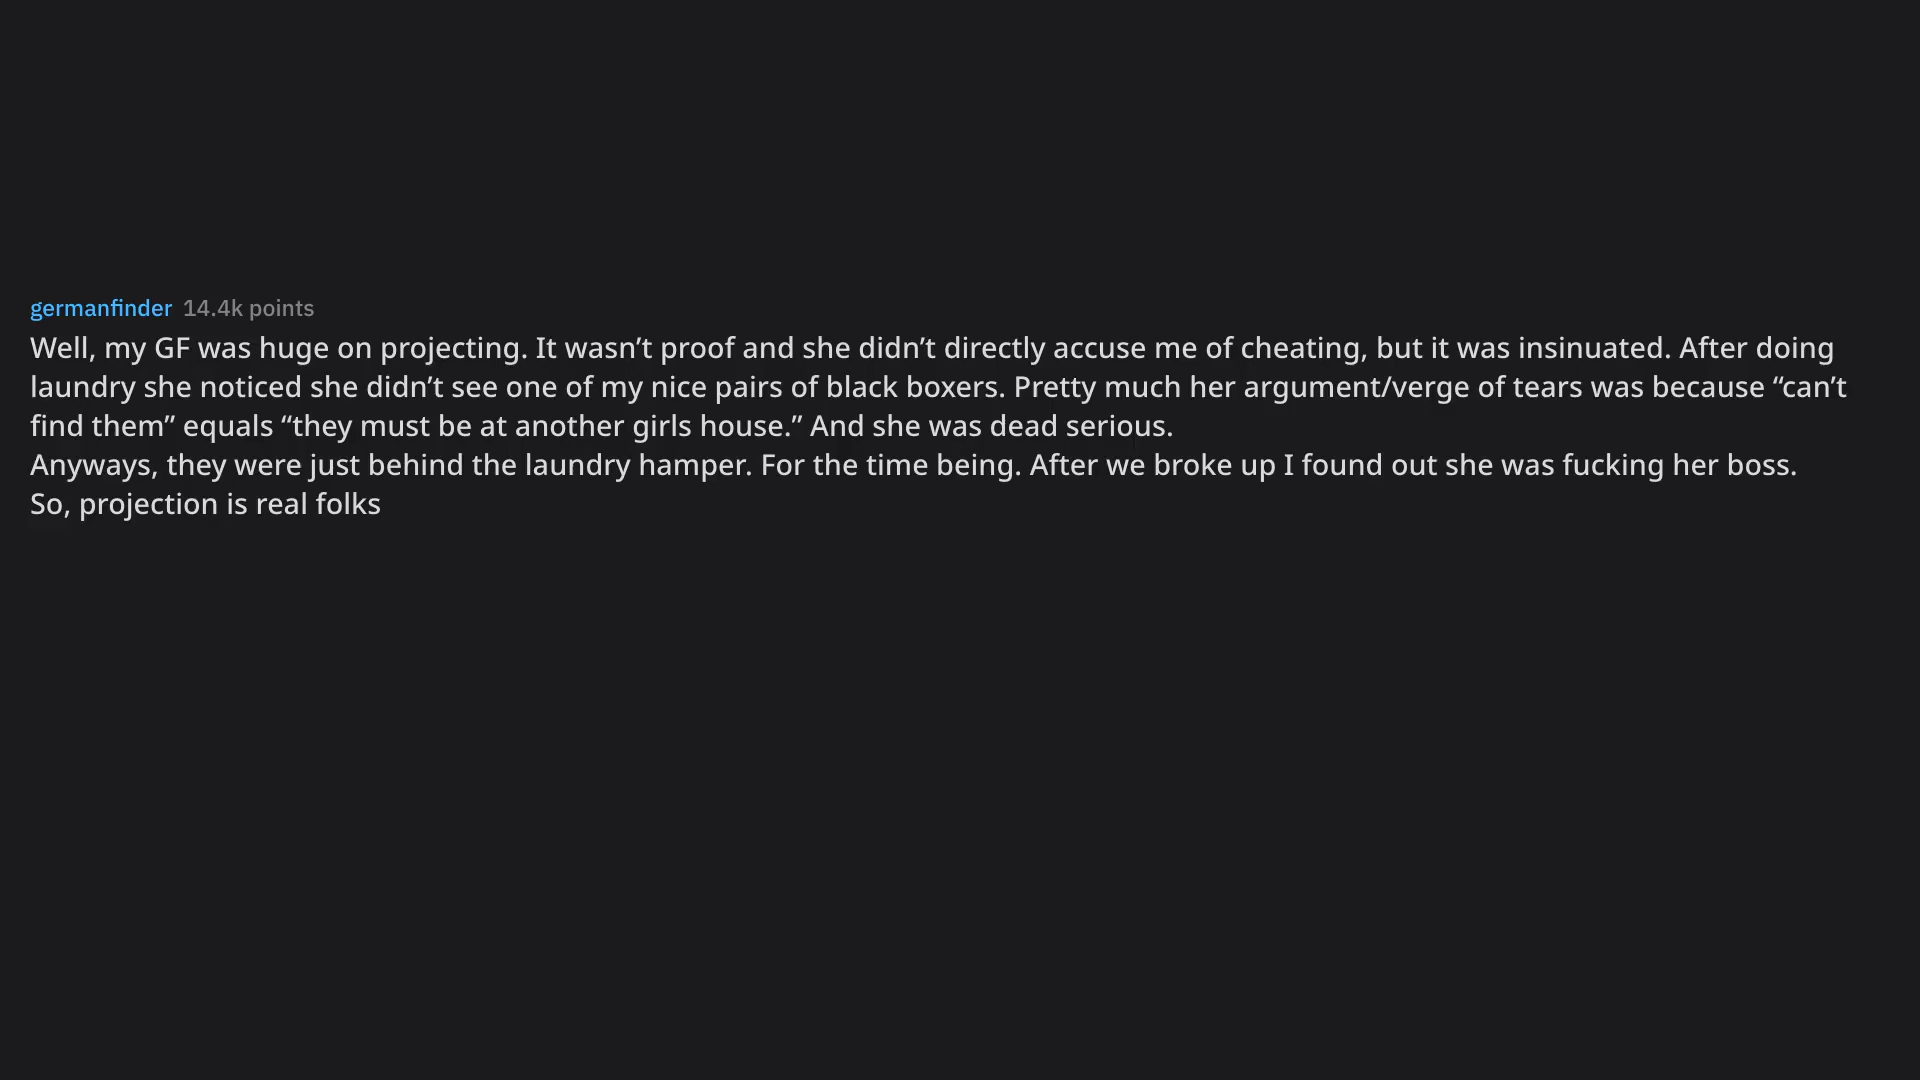 germanfinder 14.4k points
Well, my GF was huge on projecting. It wasn’t proof and she didn’t directly accuse me of cheating, but it was insinuated. After doing
laundry she noticed she didn’t see one of my nice pairs of black boxers. Pretty much her argument/verge of tears was because “can’t
find them” equals “they must be at another girls house.” And she was dead serious.
Anyways, they were just behind the laundry hamper. For the time being. After we broke up I found out she was fucking her boss.
So, projection is real folks